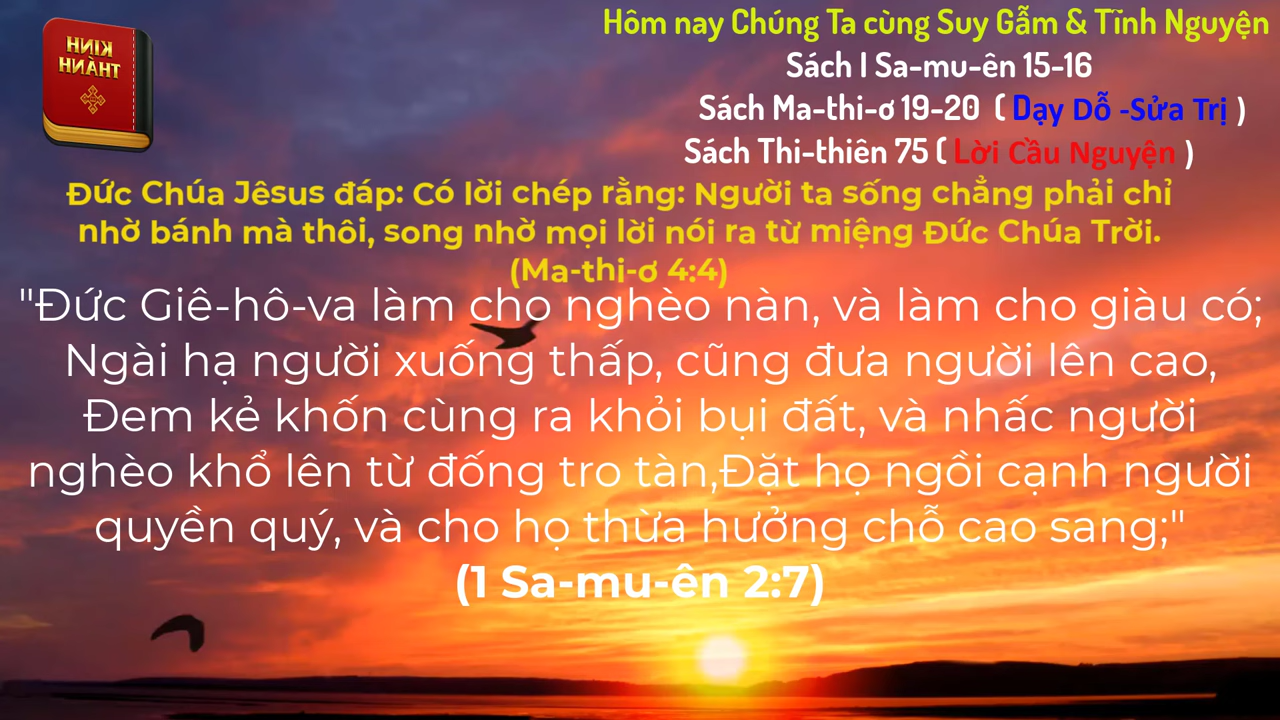 KINH
THÁNH
Hôm nay Chúng Ta cùng Suy Gẫm & Tĩnh Nguyện
Sách I Sa-mu-ên 15-16
Sách Ma-thi-ơ 19-20 ( Dạy Dỗ -Sửa Trị )
Sách Thi-thiên 75 ( Lời Cầu Nguyện )
Đức Chúa Jêsus đáp: Có lời chép rằng: Người ta sống chẳng phải chỉ
nhờ bánh mà thôi, song nhờ mọi lời nói ra từ miệng Đức Chúa Trời.
(Ma-thi-ơ 4:4)
"Đức Giê-hô-va làm cho nghèo nàn, và làm cho giàu có;
Ngài hạ người xuống thấp, cũng đưa người lên cao,
Đem kẻ khốn cùng ra khỏi bụi đất, và nhấc người
nghèo khổ lên từ đống tro tàn,Đặt họ ngồi cạnh người
quyền quý, và cho họ thừa hưởng chỗ cao sang;"
(1 Sa-mu-ên 2:7)